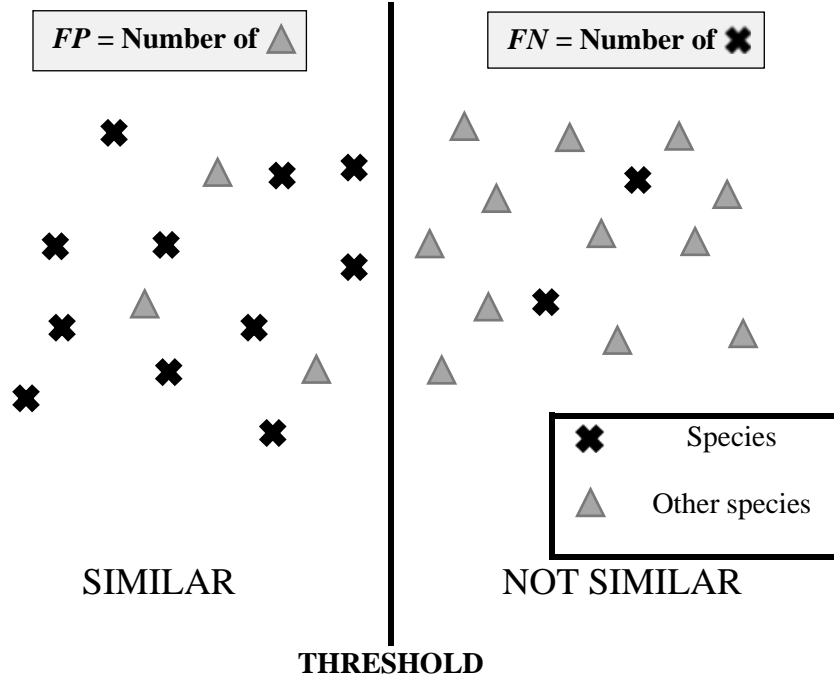 FP = Number of
FN = Number of
Species
Other species
SIMILAR
NOT SIMILAR
THRESHOLD